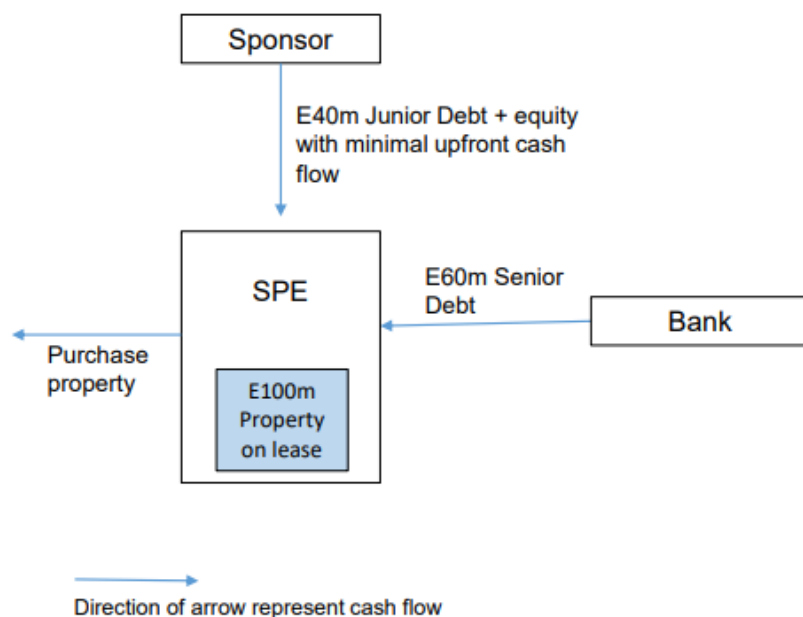 Sponsor
E40m Junior Debt + equity
with minimal upfront cash
flow
SPE
E60m Senior
Debt
Bank
Purchase
property
E100m
Property
on lease
Direction of arrow represent cash flow